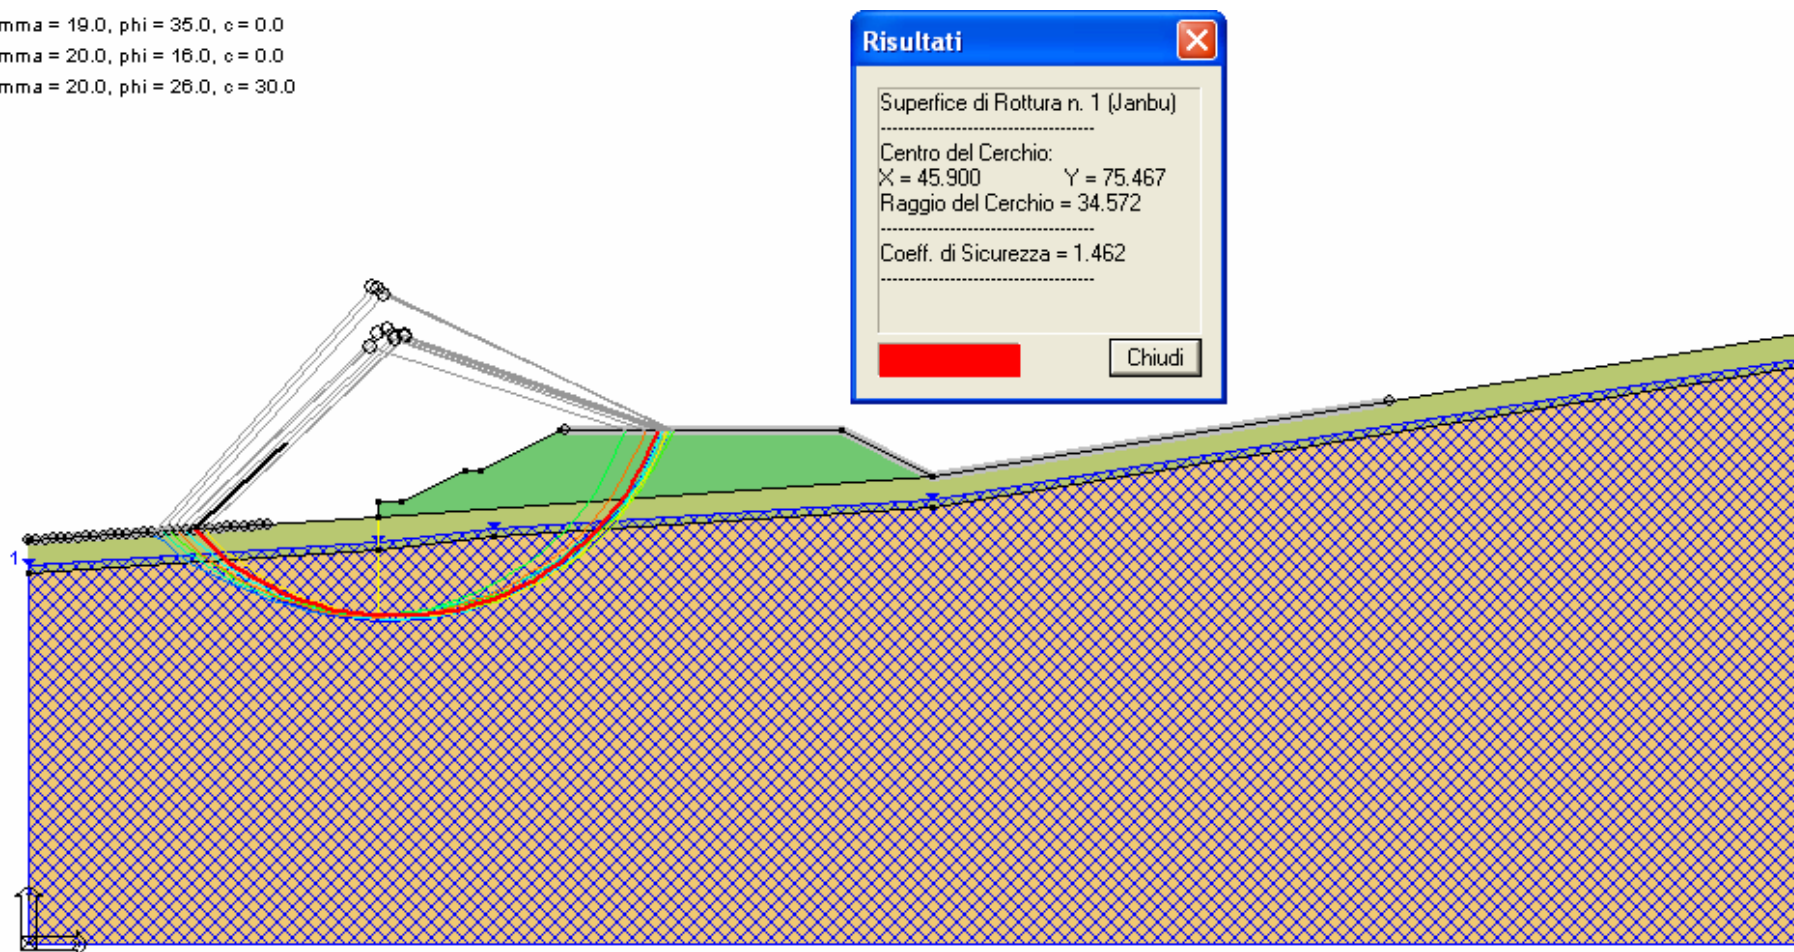 mma = 19.0, phi = 35.0, c = 0.0
mma = 20.0, phi = 16.0, c = 0.0
mma = 20.0, phi = 26.0, c = 30.0
Risultati
Superfice di Rottura n. 1 (Janbu)
----------------------------------
Centro del Cerchio:
X = 45.900 Y = 75.467
Raggio del Cerchio = 34.572
----------------------------------
Coeff. di Sicurezza = 1.462
----------------------------------
Chiudi
1